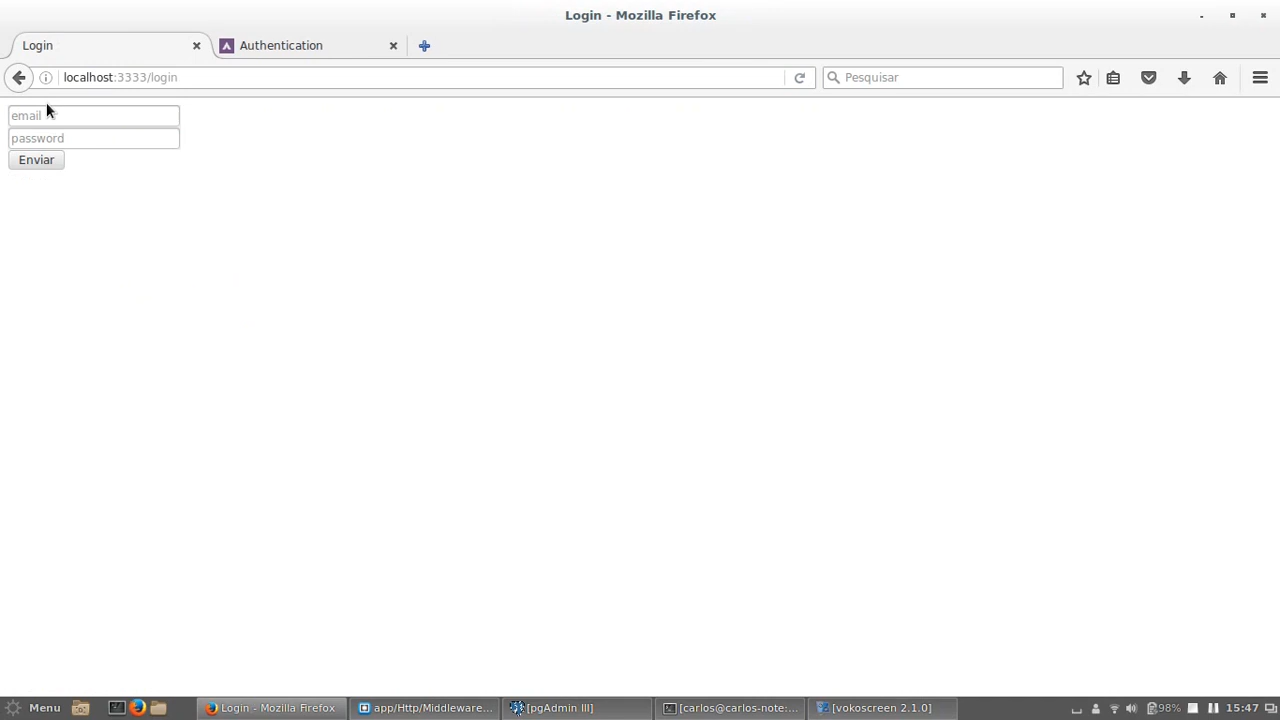 Login - Mozilla Firefox
Login
Authentication
localhost:3333/login
Pesquisar
email
password
Enviar
Menu
Login - Mozilla Firefox
app/Http/Middleware...
[pgAdmin III]
[carlos@carlos-note:...
[vokoscreen 2.1.0]
98%
15:47